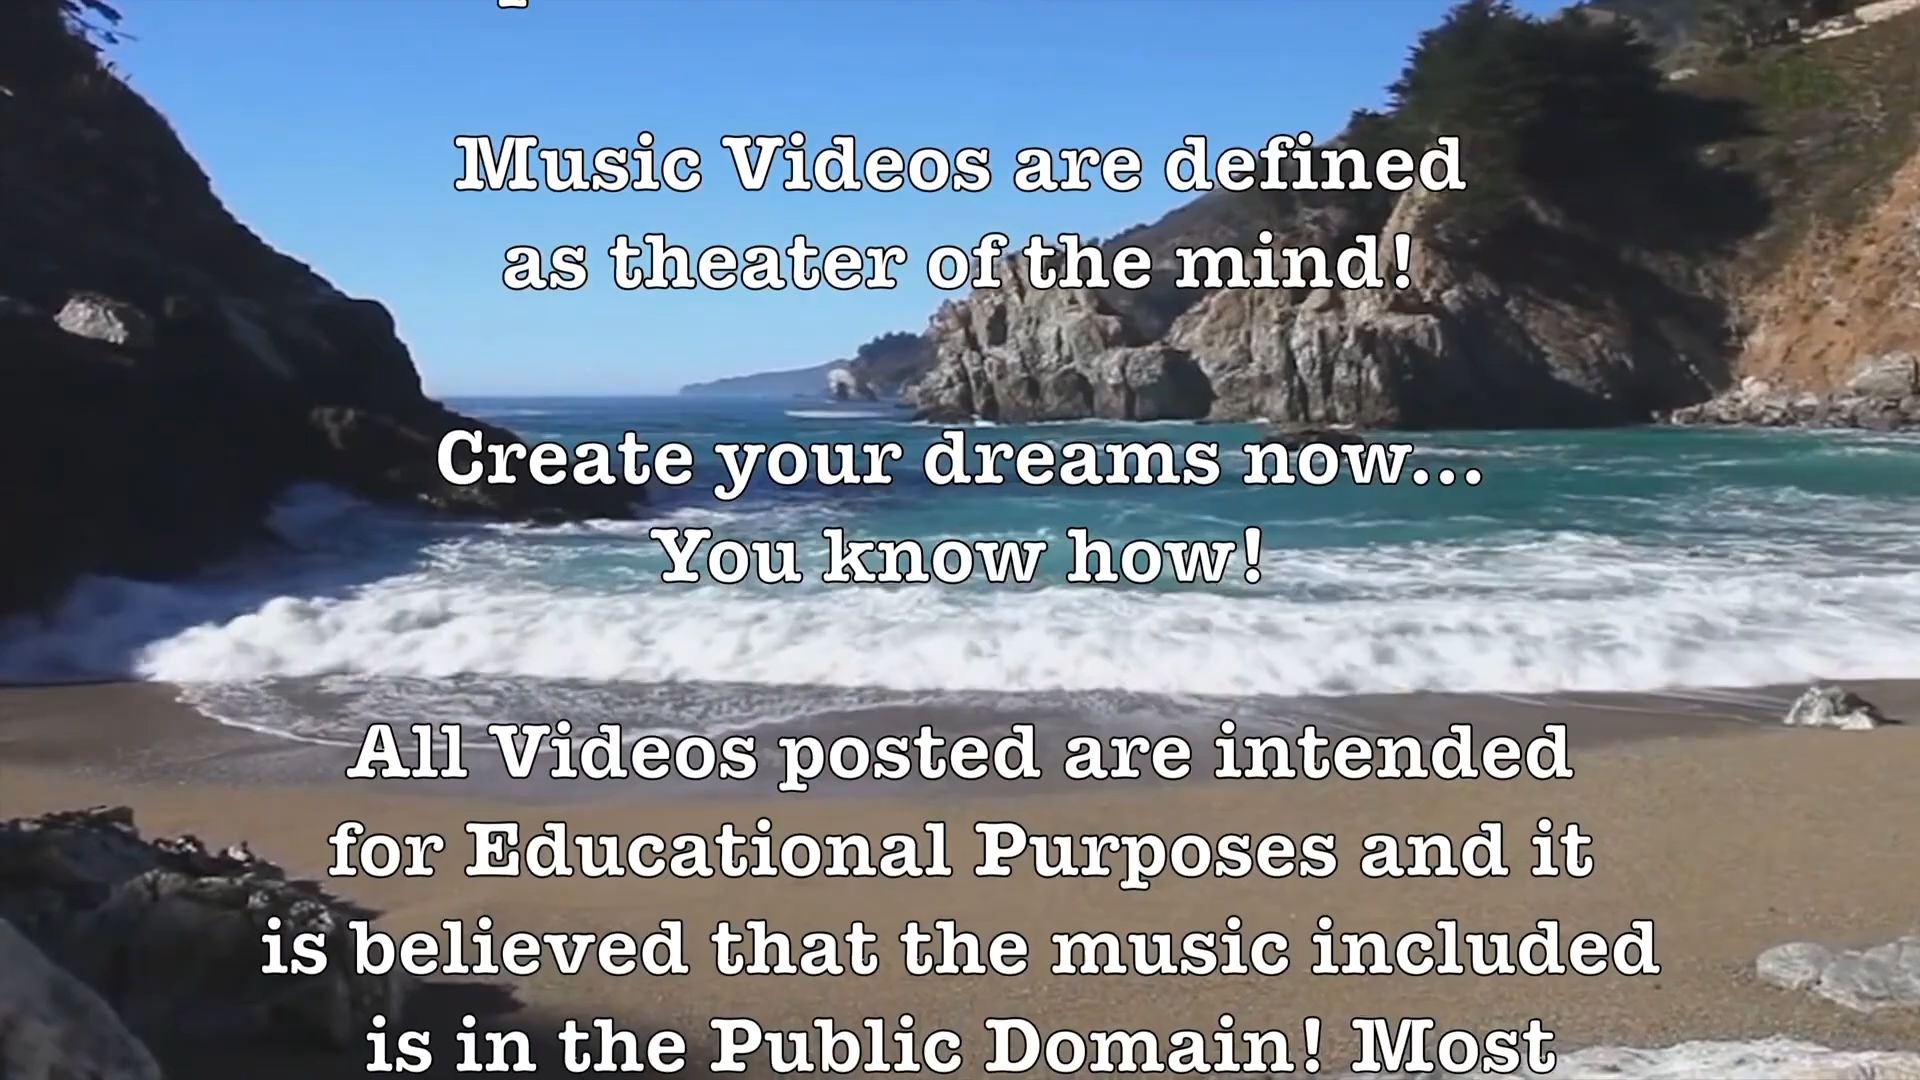 Music Videos are defined
as theater of the mind!
Create your dreams now...
You know how!
All Videos posted are intended
for Educational Purposes and it
is believed that the music included
is in the Public Domain! Most